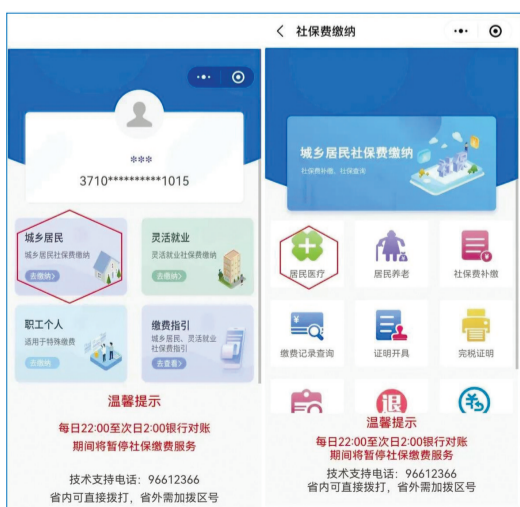 ***
3710**********1015
城乡居民
城乡居民社保费缴纳
去缴纳>
灵活就业
灵活就业社保费缴纳
去缴纳>
职工个人
适用于特殊缴费
去缴纳
缴费指引
城乡居民、灵活就业
社保费指引
去查看>
温馨提示
每日22:00至次日2:00银行对账
期间将暂停社保缴费服务
技术支持电话：96612366
省内可直接拨打，省外需加拨区号
社保费缴纳
城乡居民社保费缴纳
社保费补缴、社保查询
居民医疗
居民养老
社保费补缴
缴费记录查询
证明开具
完税证明
退
温馨提示
每日22:00至次日2:00银行对账
期间将暂停社保缴费服务
技术支持电话：96612366
省内可直接拨打，省外需加拨区号